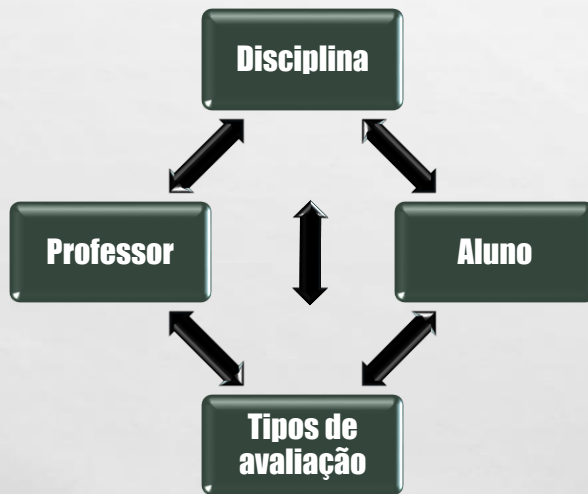 Disciplina
Professor
Aluno
Tipos de
avaliação